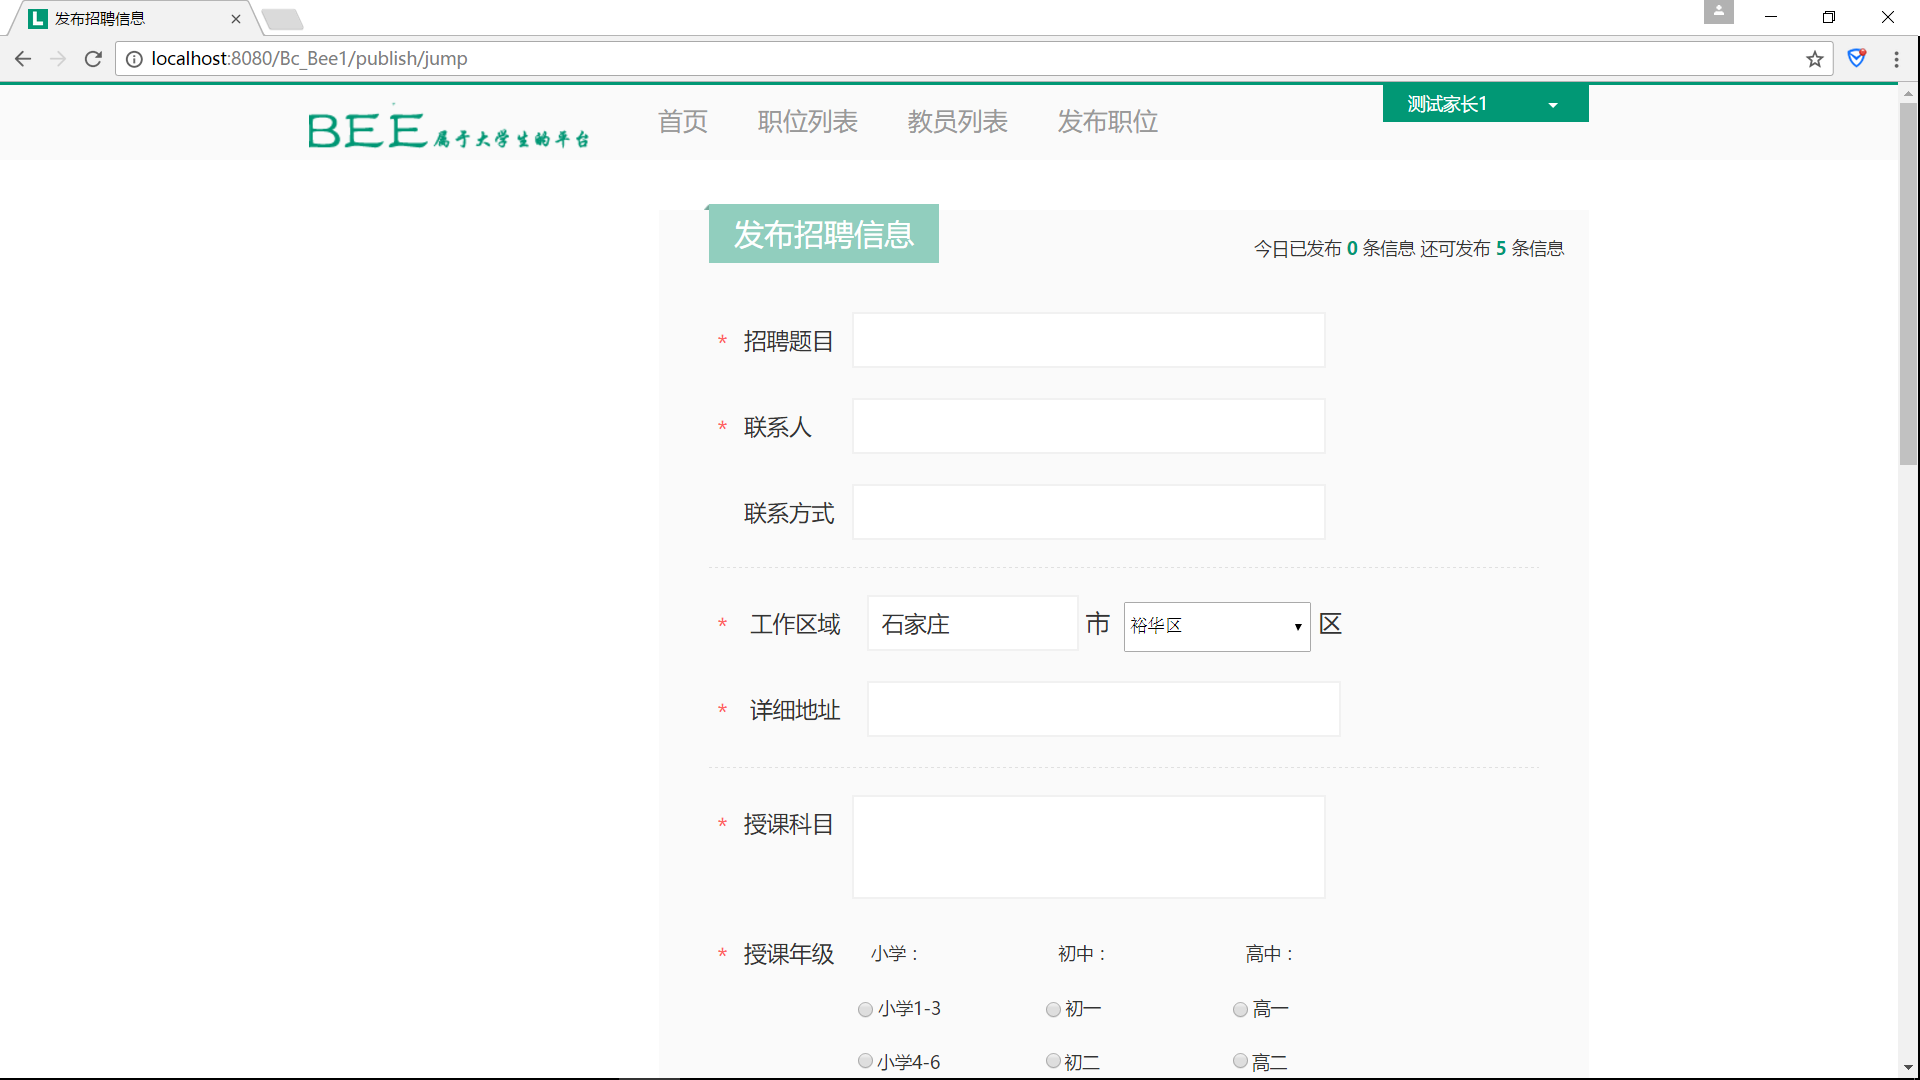 发布招聘信息
localhost:8080/Bc_Bee1/publish/jump
BEE 属于大学生的平台
首页 职位列表 教员列表 发布职位
测试家长1
发布招聘信息
今日已发布 0 条信息 还可发布 5 条信息
* 招聘题目
* 联系人
联系方式
* 工作区域 石家庄 市 裕华区 区
* 详细地址
* 授课科目
* 授课年级 小学： 初中： 高中：
小学1-3 初一 高一
小学4-6 初二 高二